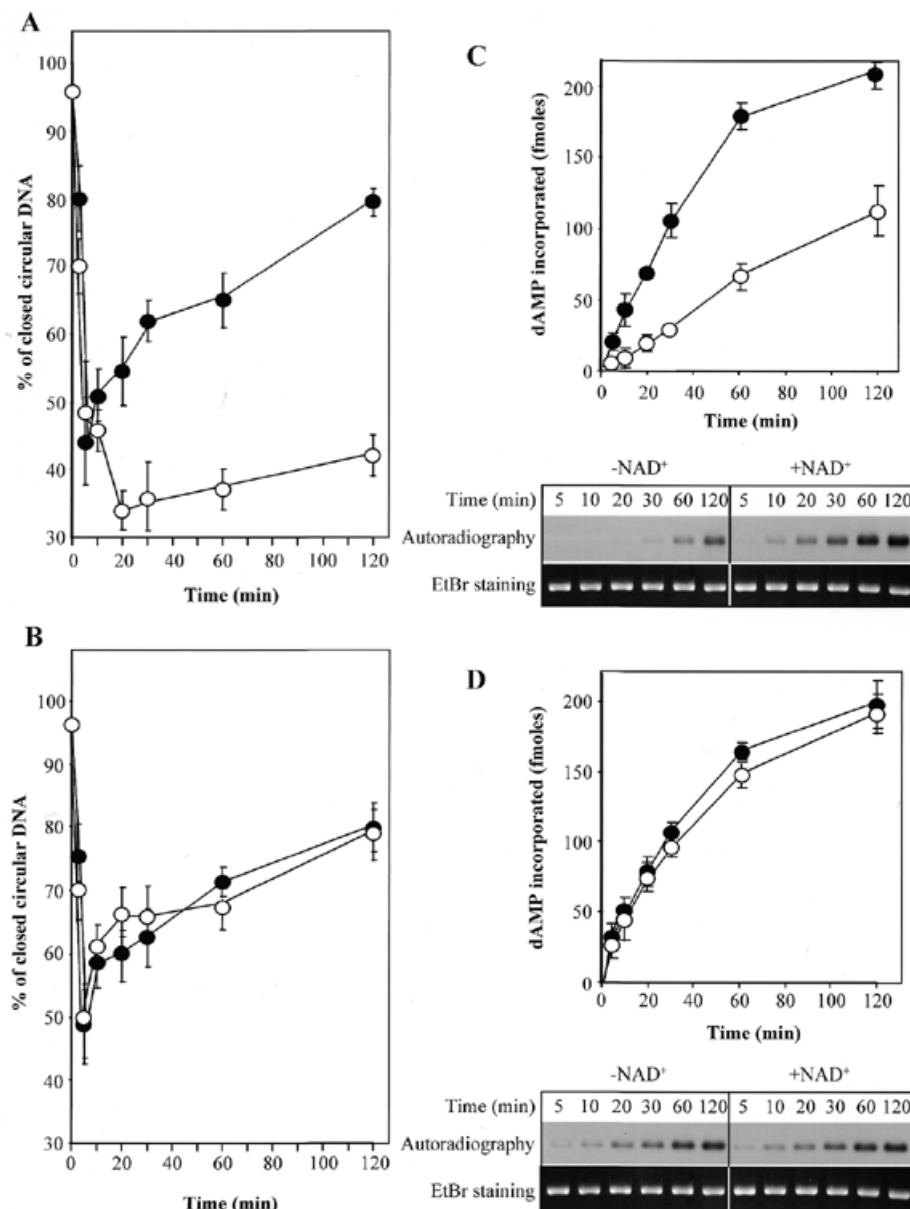 A
% of closed circular DNA
100
90
80
70
60
50
40
30
0 20 40 60 80 100 120
Time (min)
B
% of closed circular DNA
100
90
80
70
60
50
40
30
0 20 40 60 80 100 120
Time (min)
C
dAMP incorporated (fmoles)
200
150
100
50
0
0 20 40 60 80 100 120
Time (min)
-NAD⁺ +NAD⁺
Time (min) 5 10 20 30 60 120 5 10 20 30 60 120
Autoradiography
EtBr staining
D
dAMP incorporated (fmoles)
200
150
100
50
0
0 20 40 60 80 100 120
Time (min)
-NAD⁺ +NAD⁺
Time (min) 5 10 20 30 60 120 5 10 20 30 60 120
Autoradiography
EtBr staining